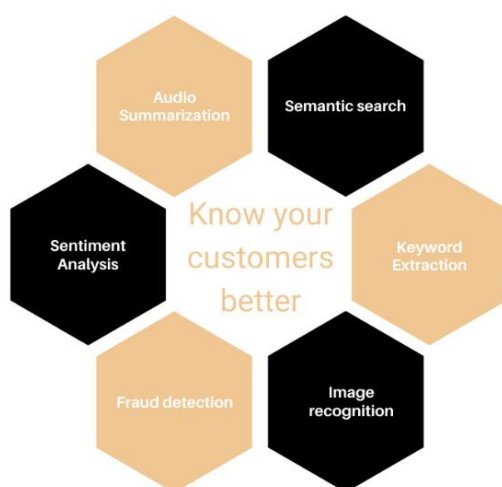 Audio
Summarization
Semantic search
Know your
customers
better
Sentiment
Analysis
Keyword
Extraction
Fraud detection
Image
recognition